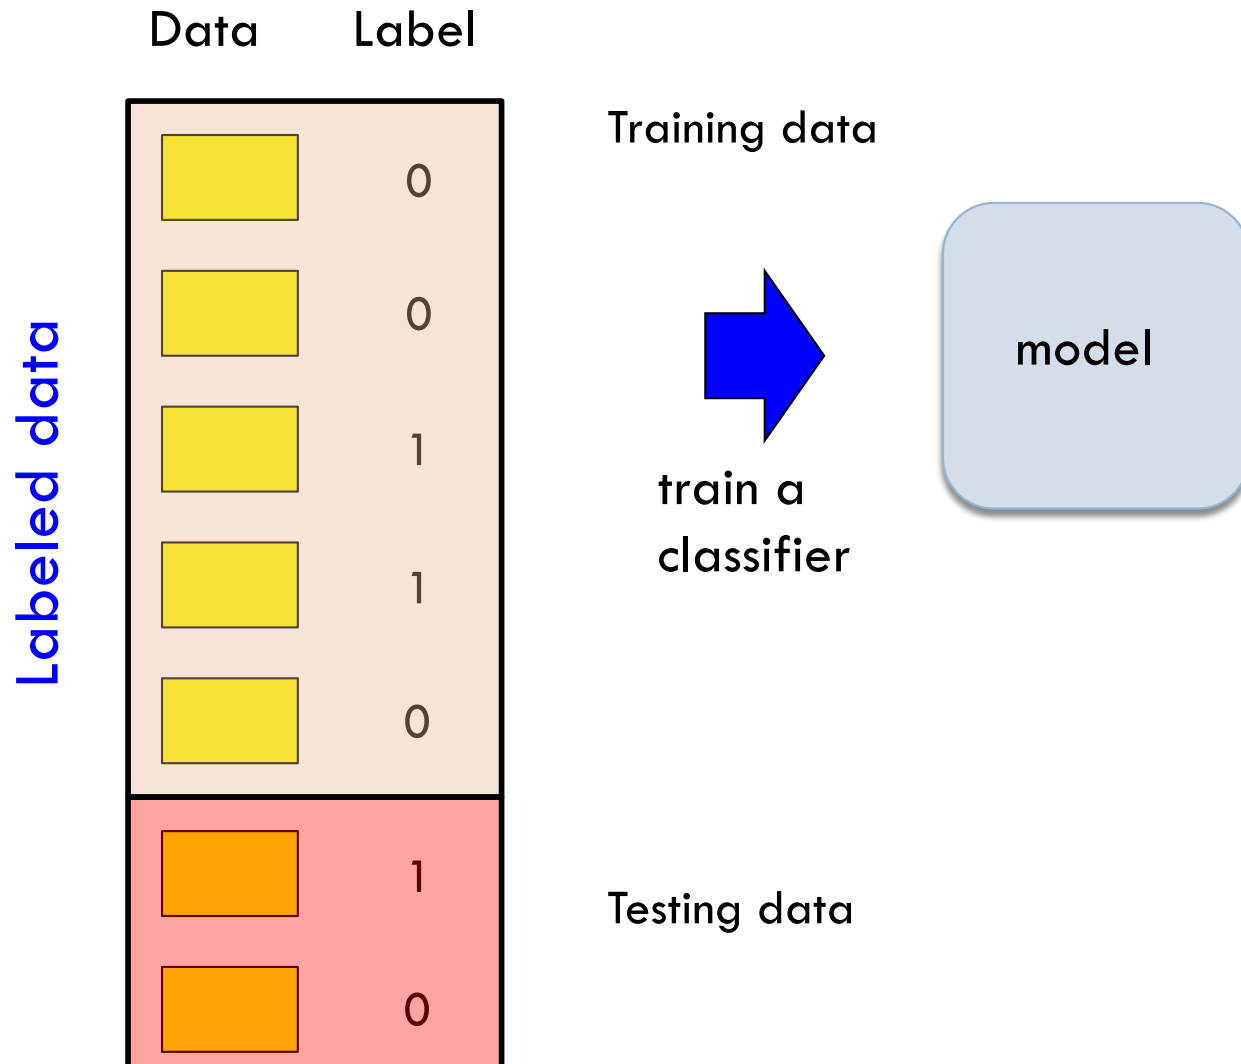 Data Label
Training data
0
0
1
1
0
1
0
Labeled data
train a
classifier
model
Testing data